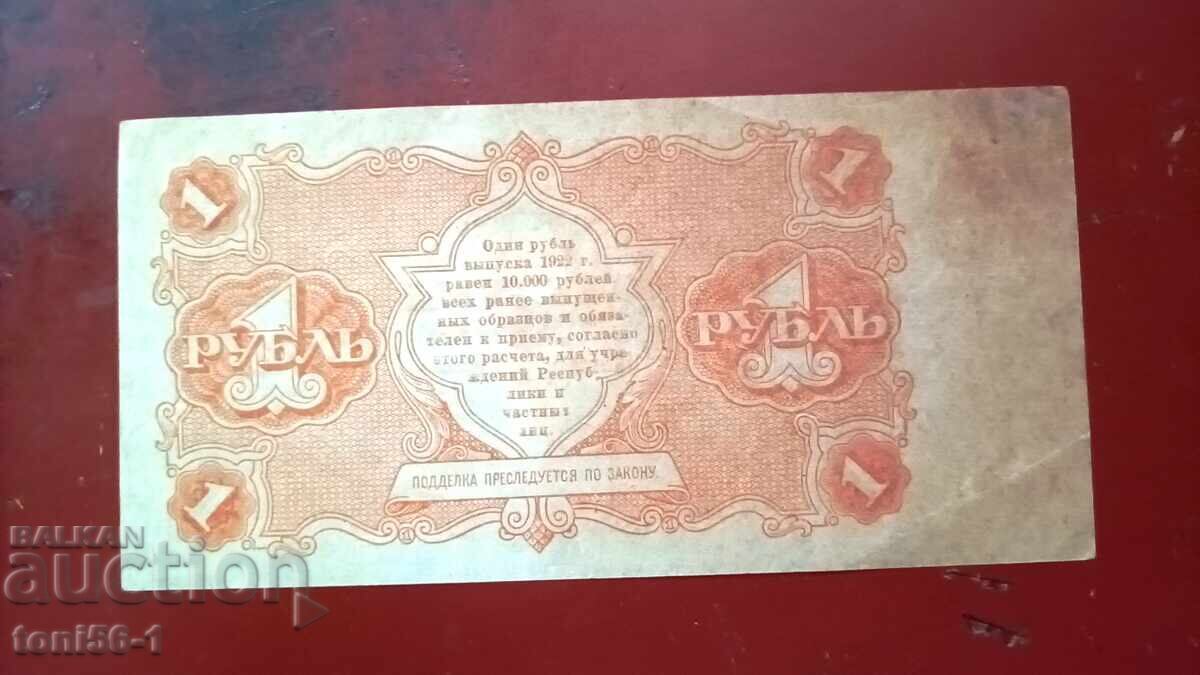 1
1
Один рубль
выпуска 1922 г.
равен 10.000 рублей
всех ранее выпущен-
ных образцов и обяза-
телен к приему, согласно
этого расчета, для учре-
ждений Респуб
лики и
частных
лиц.
1
РУБЛЬ
1
РУБЛЬ
ПОДДЕЛКА ПРЕСЛЕДУЕТСЯ ПО ЗАКОНУ.
1
1
BALKAN
auction
toni56-1